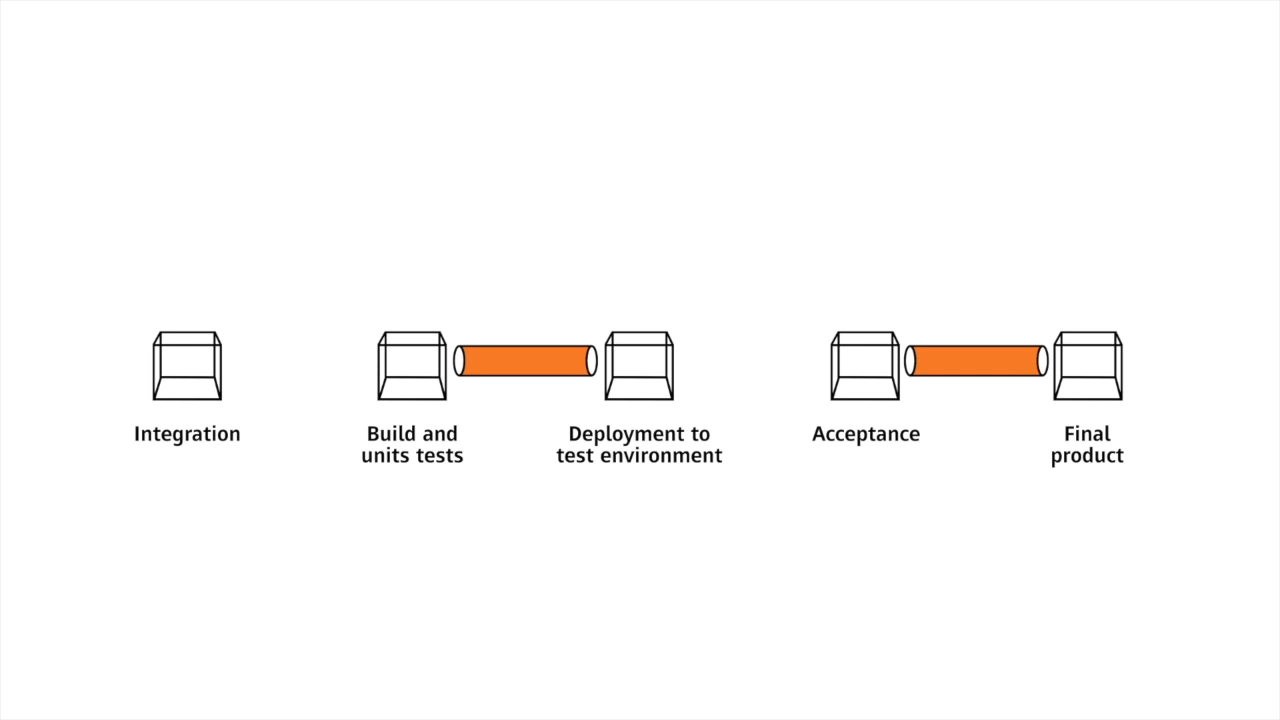 Integration
Build and
units tests
Deployment to
test environment
Acceptance
Final
product